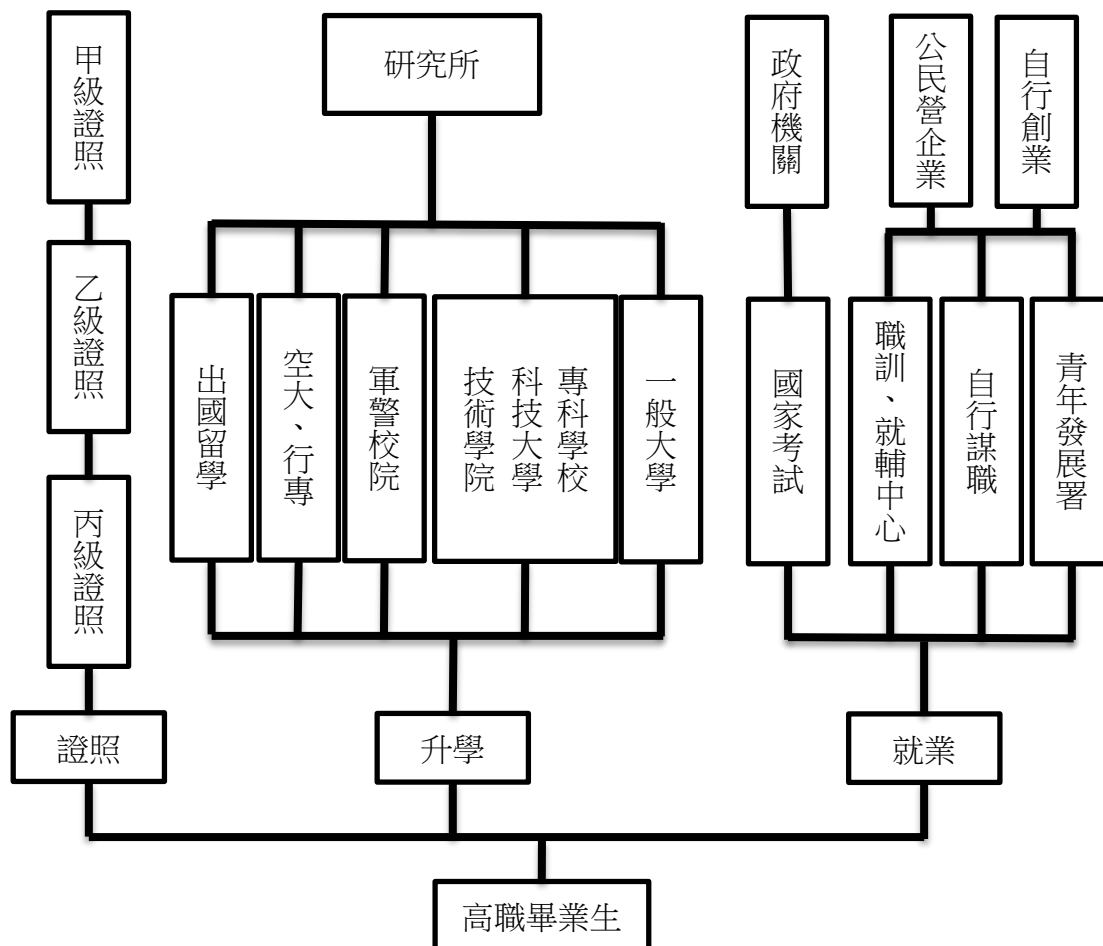 甲級證照
研究所
政府機關
公民營企業
自行創業
乙級證照
出國留學
空大、行專
軍警校院
專科學校
科技大學
技術學院
一般大學
國家考試
職訓、就輔中心
自行謀職
青年發展署
丙級證照
證照
升學
就業
高職畢業生